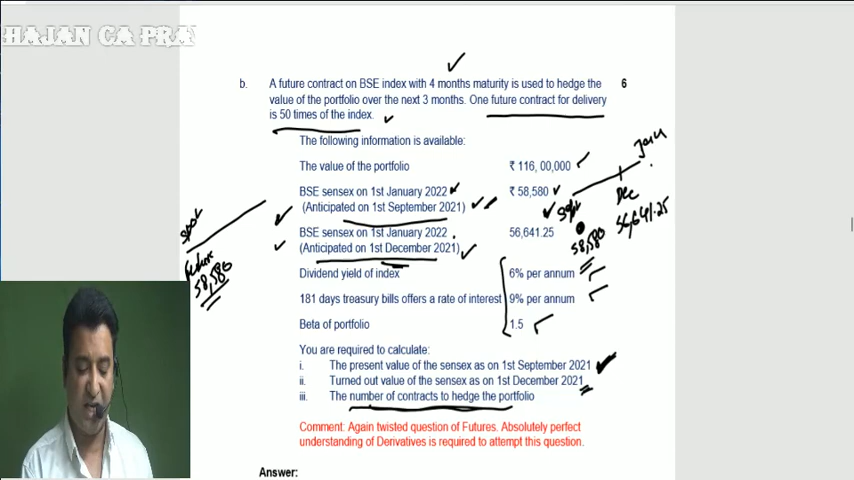 HAJAN CA PRA
b. A future contract on BSE index with 4 months maturity is used to hedge the 6
value of the portfolio over the next 3 months. One future contract for delivery
is 50 times of the index.
The following information is available:
The value of the portfolio ₹ 116, 00,000
BSE sensex on 1st January 2022 ₹ 58,580
(Anticipated on 1st September 2021)
BSE sensex on 1st January 2022 56,641.25
(Anticipated on 1st December 2021)
Dividend yield of index 6% per annum
181 days treasury bills offers a rate of interest 9% per annum
Beta of portfolio 1.5
You are required to calculate:
i. The present value of the sensex as on 1st September 2021
ii. Turned out value of the sensex as on 1st December 2021
iii. The number of contracts to hedge the portfolio
Comment: Again twisted question of Futures. Absolutely perfect
understanding of Derivatives is required to attempt this question.
Answer:
Spot
Future
58,580
Sept
58,580
Dec
56,641.25
Jan